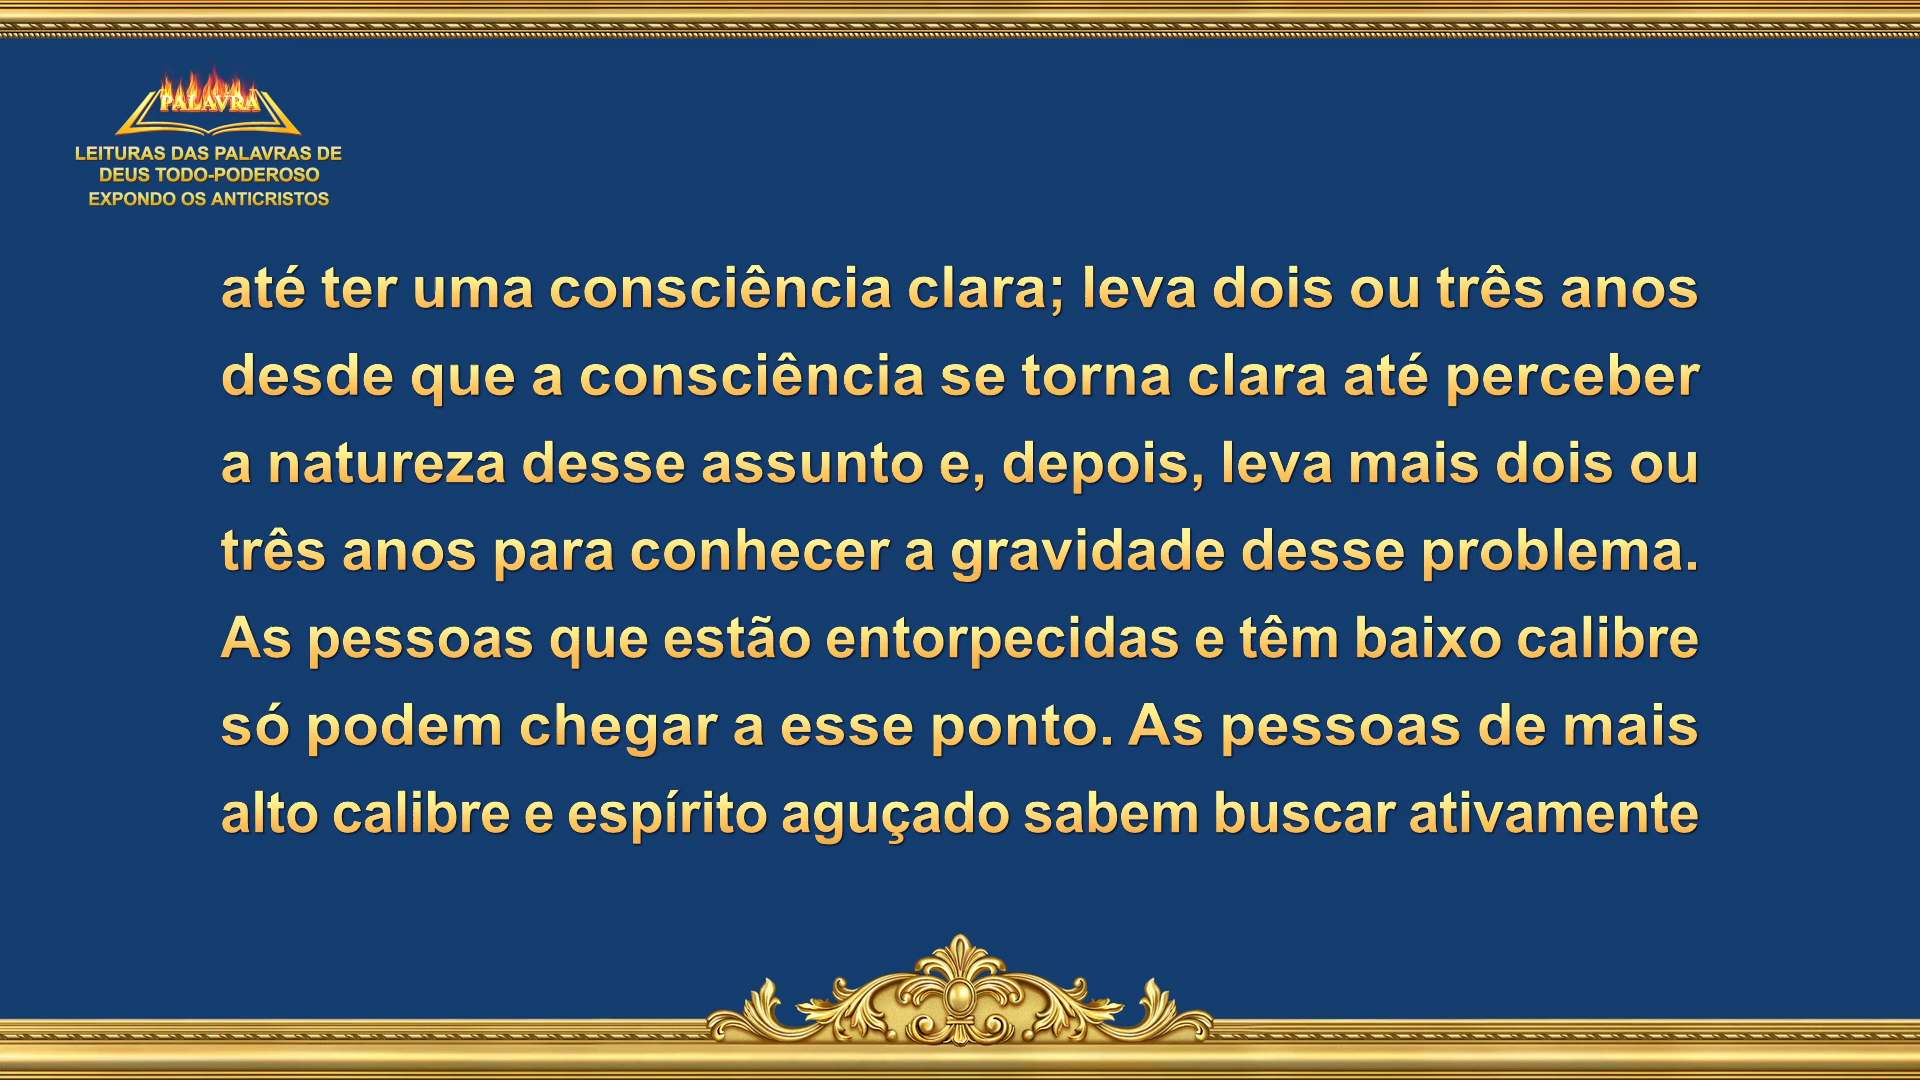 PALAVRA
LEITURAS DAS PALAVRAS DE
DEUS TODO-PODEROSO
EXPONDO OS ANTICRISTOS
até ter uma consciência clara; leva dois ou três anos
desde que a consciência se torna clara até perceber
a natureza desse assunto e, depois, leva mais dois ou
três anos para conhecer a gravidade desse problema.
As pessoas que estão entorpecidas e têm baixo calibre
só podem chegar a esse ponto. As pessoas de mais
alto calibre e espírito aguçado sabem buscar ativamente